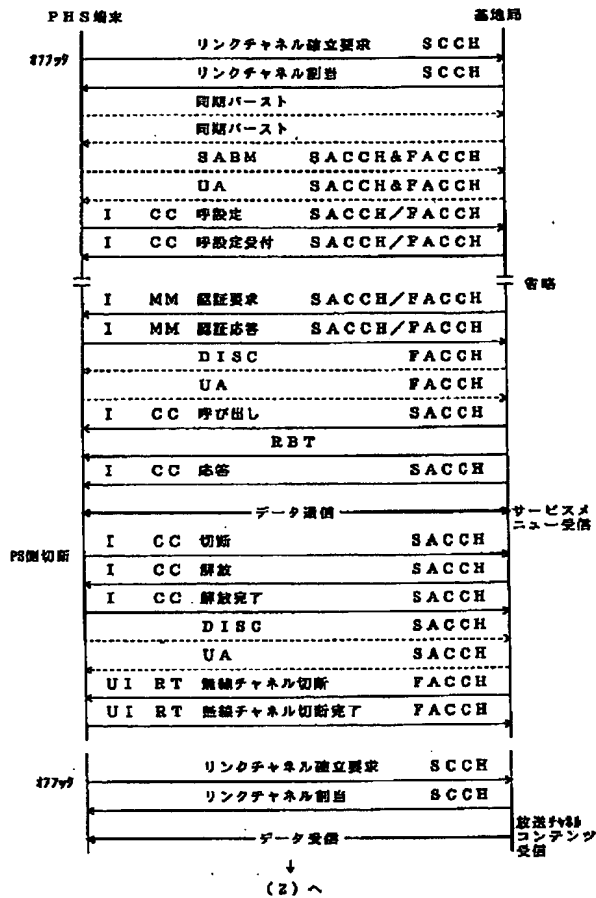 PHS端末 基地局
オフフック
リンクチャネル確立要求 SCCH
リンクチャネル割当 SCCH
同期バースト
同期バースト
SABM SACCH&FACCH
UA SACCH&FACCH
I CC 呼設定 SACCH/FACCH
I CC 呼設定受付 SACCH/FACCH
省略
I MM 認証要求 SACCH/FACCH
I MM 認証応答 SACCH/FACCH
DISC FACCH
UA FACCH
I CC 呼び出し SACCH
RBT
I CC 応答 SACCH
データ通信
サービスメ
ニュー受信
PS側切断
I CC 切断 SACCH
I CC 解放 SACCH
I CC 解放完了 SACCH
DISC SACCH
UA SACCH
UI RT 無線チャネル切断 FACCH
UI RT 無線チャネル切断完了 FACCH
オフフック
リンクチャネル確立要求 SCCH
リンクチャネル割当 SCCH
データ受信
放送チャネル
コンテンツ
受信
(2)へ